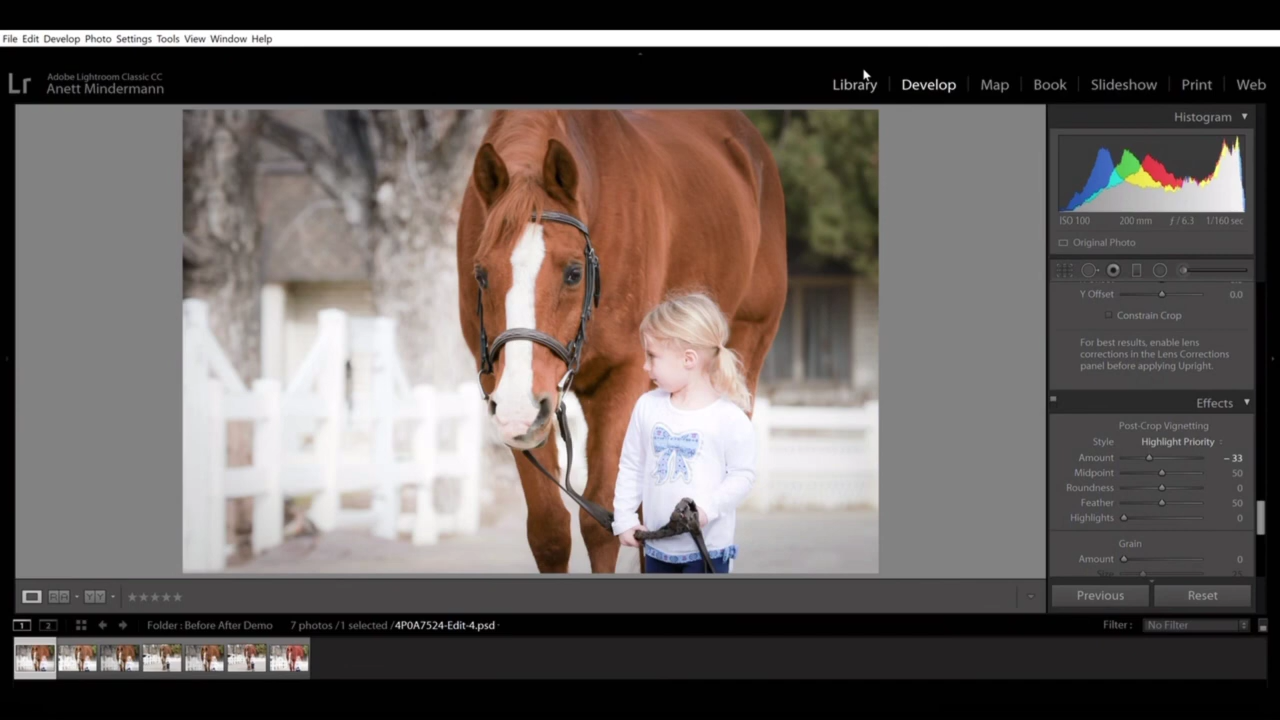 File Edit Develop Photo Settings Tools View Window Help
Lr
Adobe Lightroom Classic CC
Anett Mindermann
Library Develop Map Book Slideshow Print Web
Histogram
ISO 100 200 mm ƒ / 6.3 1/160 sec
Original Photo
Y Offset 0.0
Constrain Crop
For best results, enable lens
corrections in the Lens Corrections
panel before applying Upright.
Effects
Post-Crop Vignetting
Style Highlight Priority
Amount – 33
Midpoint 50
Roundness 0
Feather 50
Highlights 0
Grain
Amount 0
Previous Reset
1 2 Folder : Before After Demo 7 photos / 1 selected / 4P0A7524-Edit-4.psd
Filter : No Filter